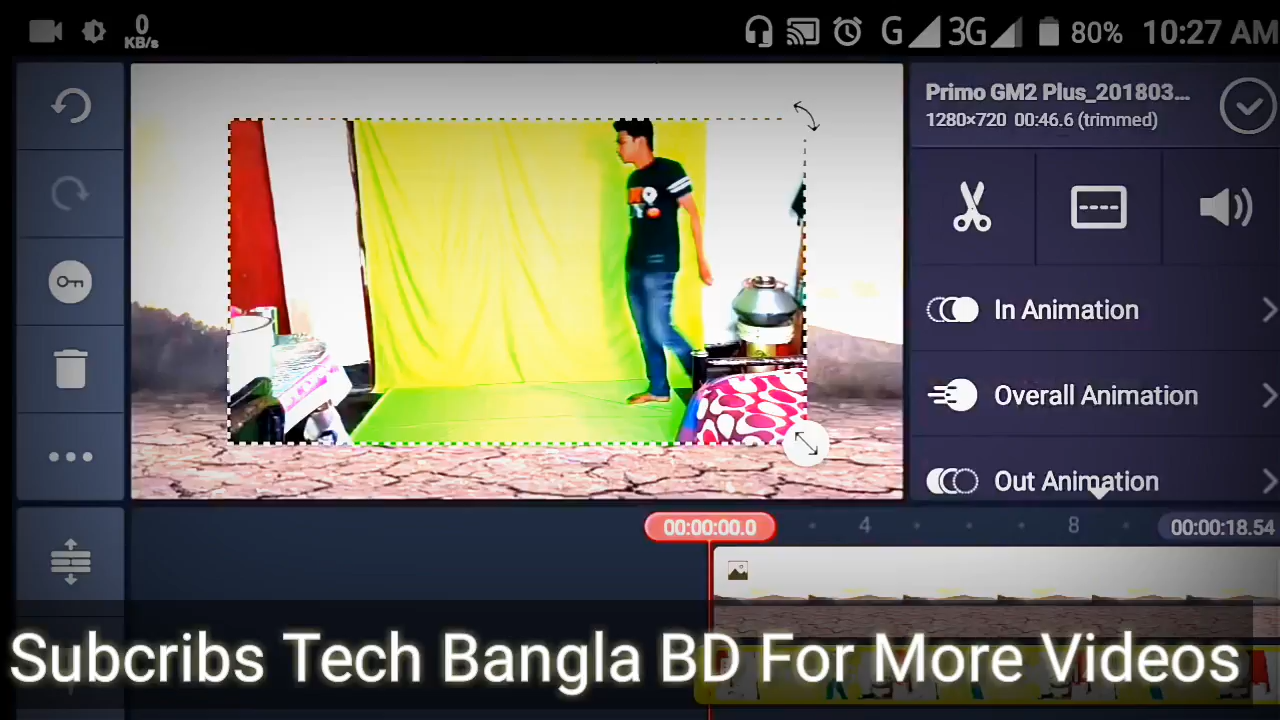 0
KB/s
G
3G
80%
10:27 AM
Primo GM2 Plus_201803...
1280×720 00:46.6 (trimmed)
In Animation
Overall Animation
Out Animation
00:00:00.0
4
8
00:00:18.54
Subcribs Tech Bangla BD For More Videos